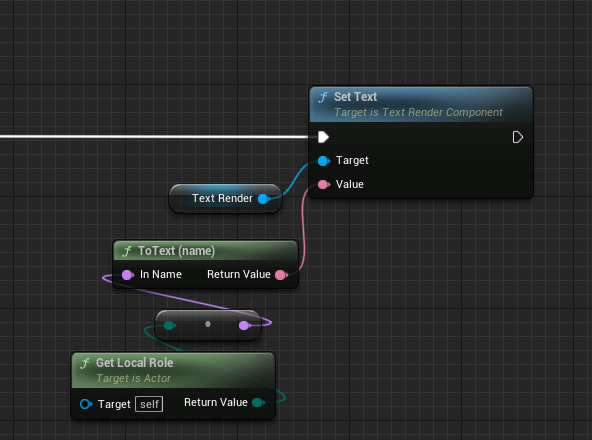 f Set Text
Target is Text Render Component
Target
Text Render
Value
f ToText (name)
In Name Return Value
f Get Local Role
Target is Actor
Target self Return Value